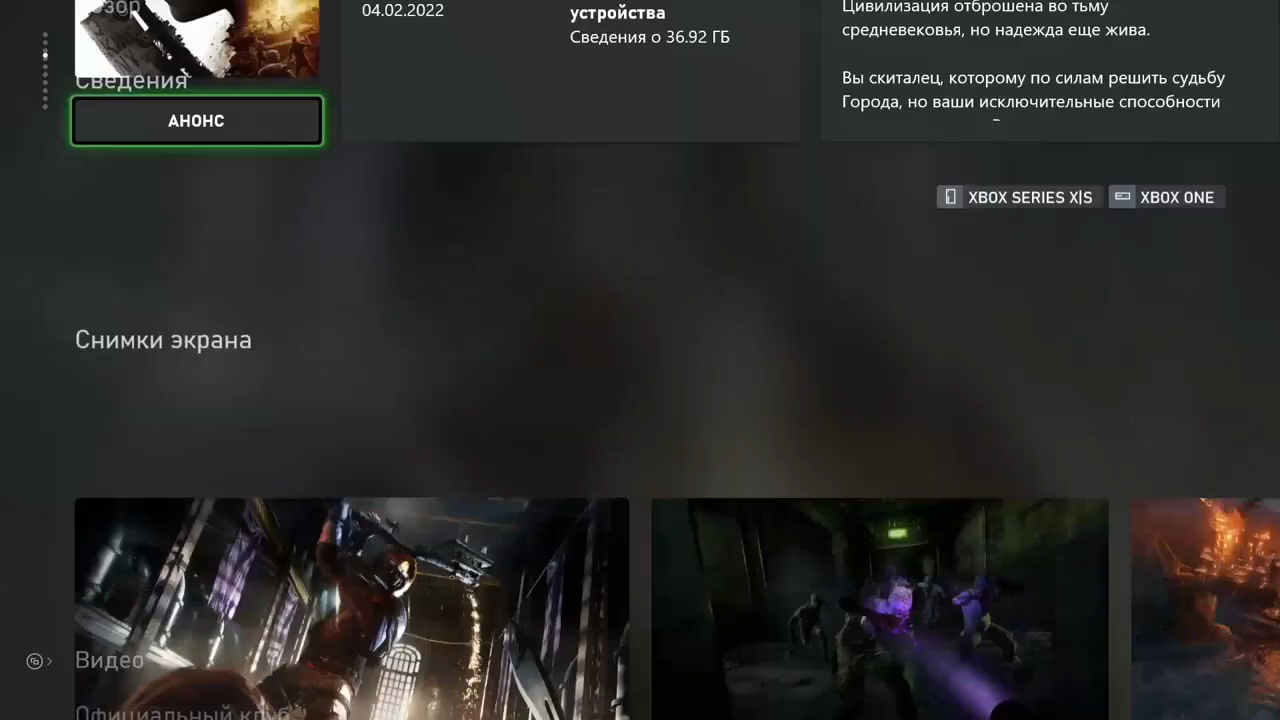 04.02.2022
устройства
Сведения о 36.92 ГБ
Цивилизация отброшена во тьму
средневековья, но надежда еще жива.
Вы скиталец, которому по силам решить судьбу
Города, но ваши исключительные способности
Сведения
АНОНС
XBOX SERIES X|S
XBOX ONE
Снимки экрана
Видео
Официальный клуб